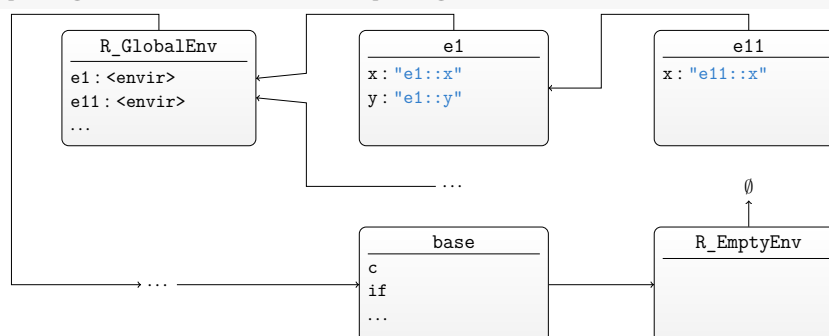 R_GlobalEnv
e1 : <envir>
e11 : <envir>
...
e1
x : "e1::x"
y : "e1::y"
e11
x : "e11::x"
...
∅
...
base
c
if
...
R_EmptyEnv